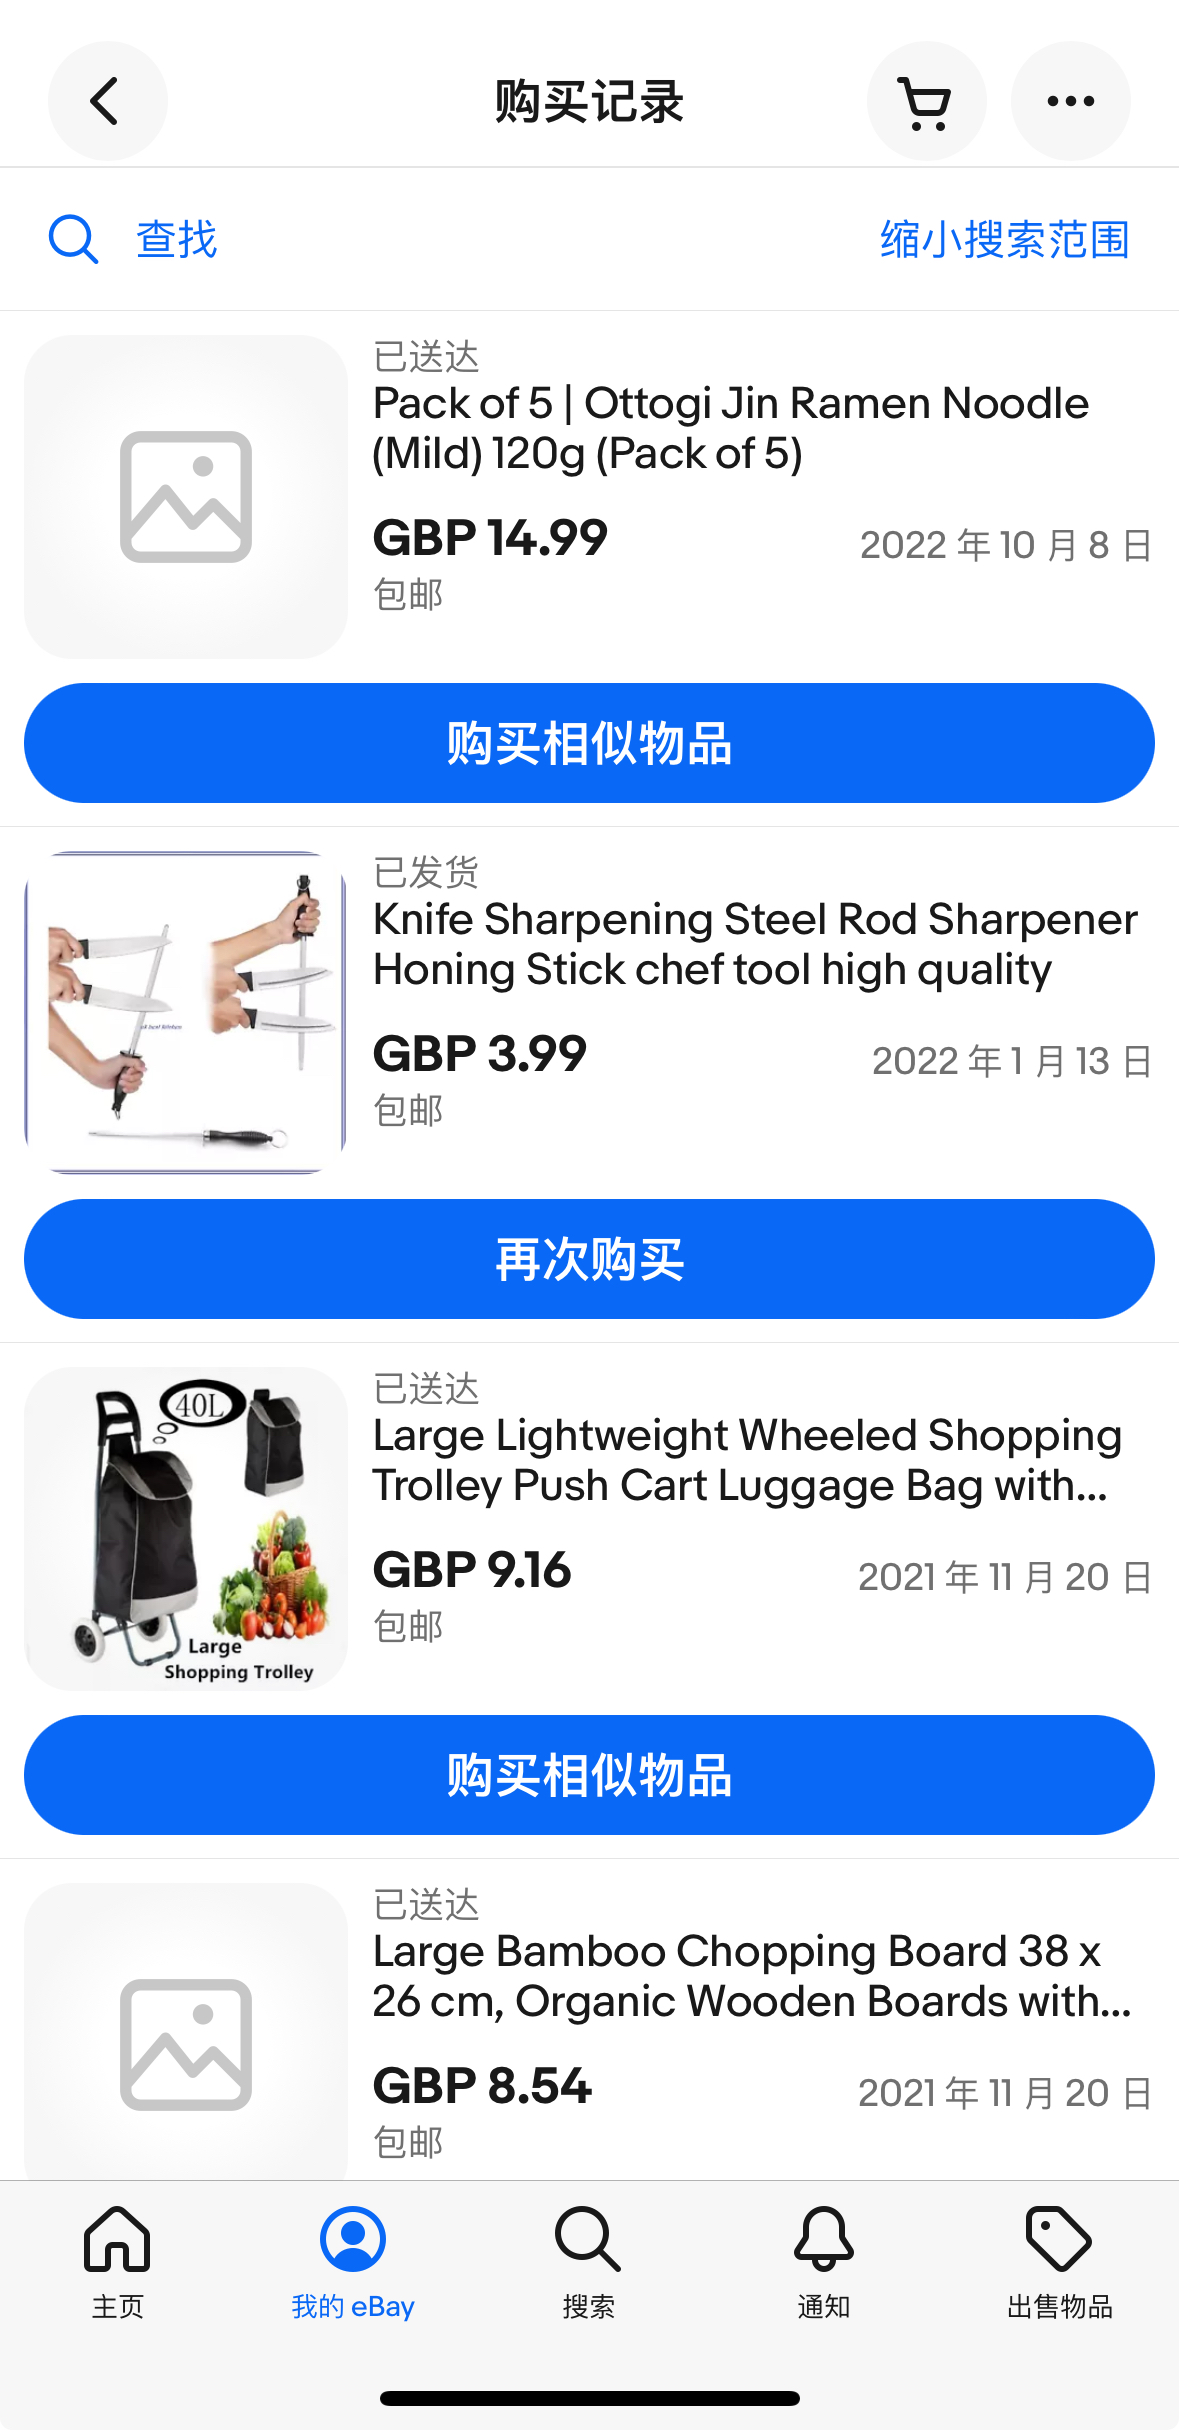 购买记录
查找
缩小搜索范围
已送达
Pack of 5 | Ottogi Jin Ramen Noodle
(Mild) 120g (Pack of 5)
GBP 14.99
2022 年 10 月 8 日
包邮
购买相似物品
已发货
Knife Sharpening Steel Rod Sharpener
Honing Stick chef tool high quality
GBP 3.99
2022 年 1 月 13 日
包邮
再次购买
40L
Large
Shopping Trolley
已送达
Large Lightweight Wheeled Shopping
Trolley Push Cart Luggage Bag with...
GBP 9.16
2021 年 11 月 20 日
包邮
购买相似物品
已送达
Large Bamboo Chopping Board 38 x
26 cm, Organic Wooden Boards with...
GBP 8.54
2021 年 11 月 20 日
包邮
主页
我的 eBay
搜索
通知
出售物品